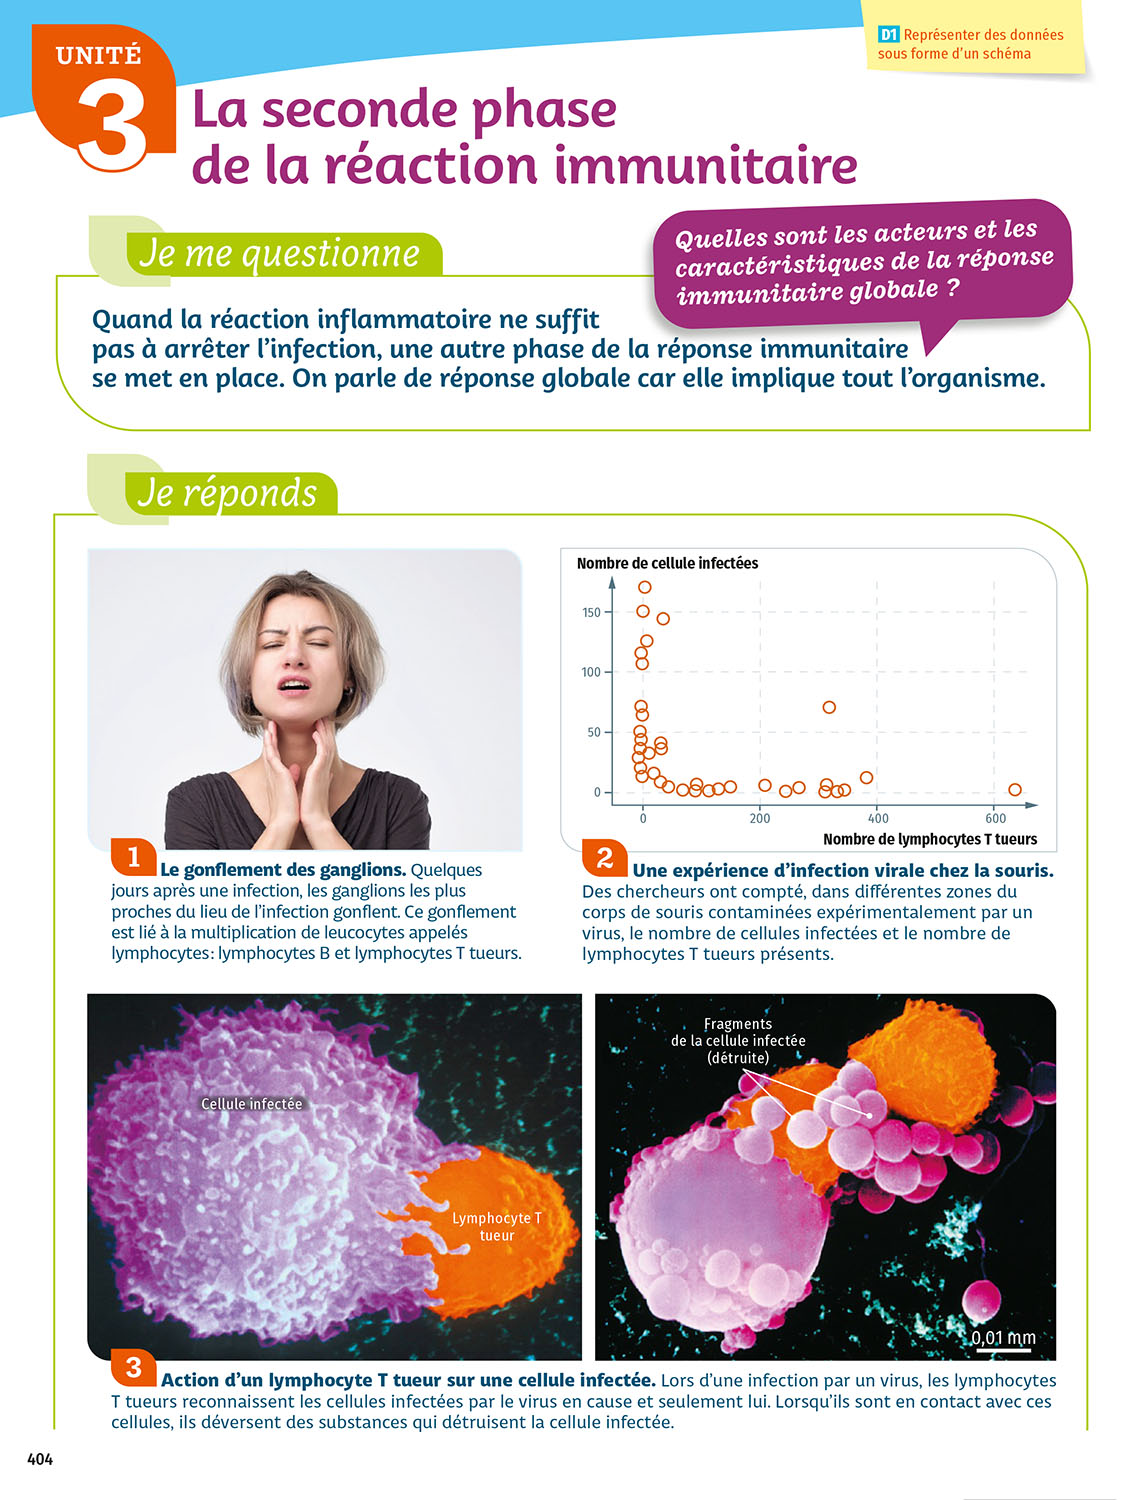 UNITÉ
3
D1 Représenter des données
sous forme d'un schéma
La seconde phase
de la réaction immunitaire
Je me questionne
Quelles sont les acteurs et les
caractéristiques de la réponse
immunitaire globale ?
Quand la réaction inflammatoire ne suffit
pas à arrêter l'infection, une autre phase de la réponse immunitaire
se met en place. On parle de réponse globale car elle implique tout l'organisme.
Je réponds
1 Le gonflement des ganglions. Quelques
jours après une infection, les ganglions les plus
proches du lieu de l'infection gonflent. Ce gonflement
est lié à la multiplication de leucocytes appelés
lymphocytes : lymphocytes B et lymphocytes T tueurs.
Nombre de cellule infectées
150
100
50
0
0 200 400 600
Nombre de lymphocytes T tueurs
2 Une expérience d'infection virale chez la souris.
Des chercheurs ont compté, dans différentes zones du
corps de souris contaminées expérimentalement par un
virus, le nombre de cellules infectées et le nombre de
lymphocytes T tueurs présents.
Cellule infectée
Lymphocyte T
tueur
Fragments
de la cellule infectée
(détruite)
0,01 mm
3 Action d'un lymphocyte T tueur sur une cellule infectée. Lors d'une infection par un virus, les lymphocytes
T tueurs reconnaissent les cellules infectées par le virus en cause et seulement lui. Lorsqu'ils sont en contact avec ces
cellules, ils déversent des substances qui détruisent la cellule infectée.
404